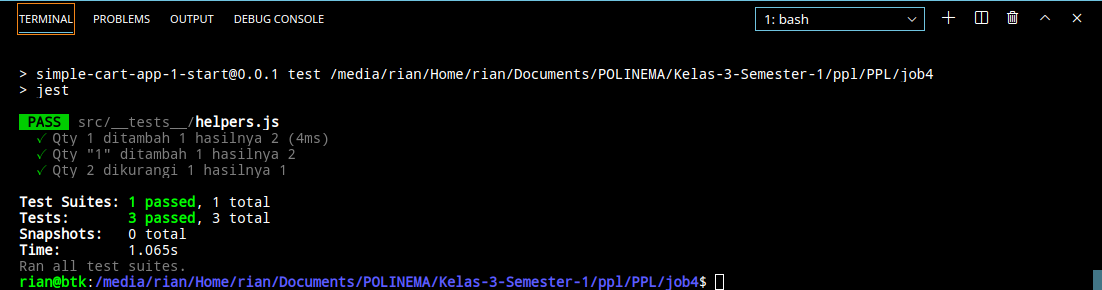 TERMINAL PROBLEMS OUTPUT DEBUG CONSOLE 1: bash
> simple-cart-app-1-start@0.0.1 test /media/rian/Home/rian/Documents/POLINEMA/Kelas-3-Semester-1/ppl/PPL/job4
> jest
PASS src/__tests__/helpers.js
✓ Qty 1 ditambah 1 hasilnya 2 (4ms)
✓ Qty "1" ditambah 1 hasilnya 2
✓ Qty 2 dikurangi 1 hasilnya 1
Test Suites: 1 passed, 1 total
Tests: 3 passed, 3 total
Snapshots: 0 total
Time: 1.065s
Ran all test suites.
rian@btk:/media/rian/Home/rian/Documents/POLINEMA/Kelas-3-Semester-1/ppl/PPL/job4$